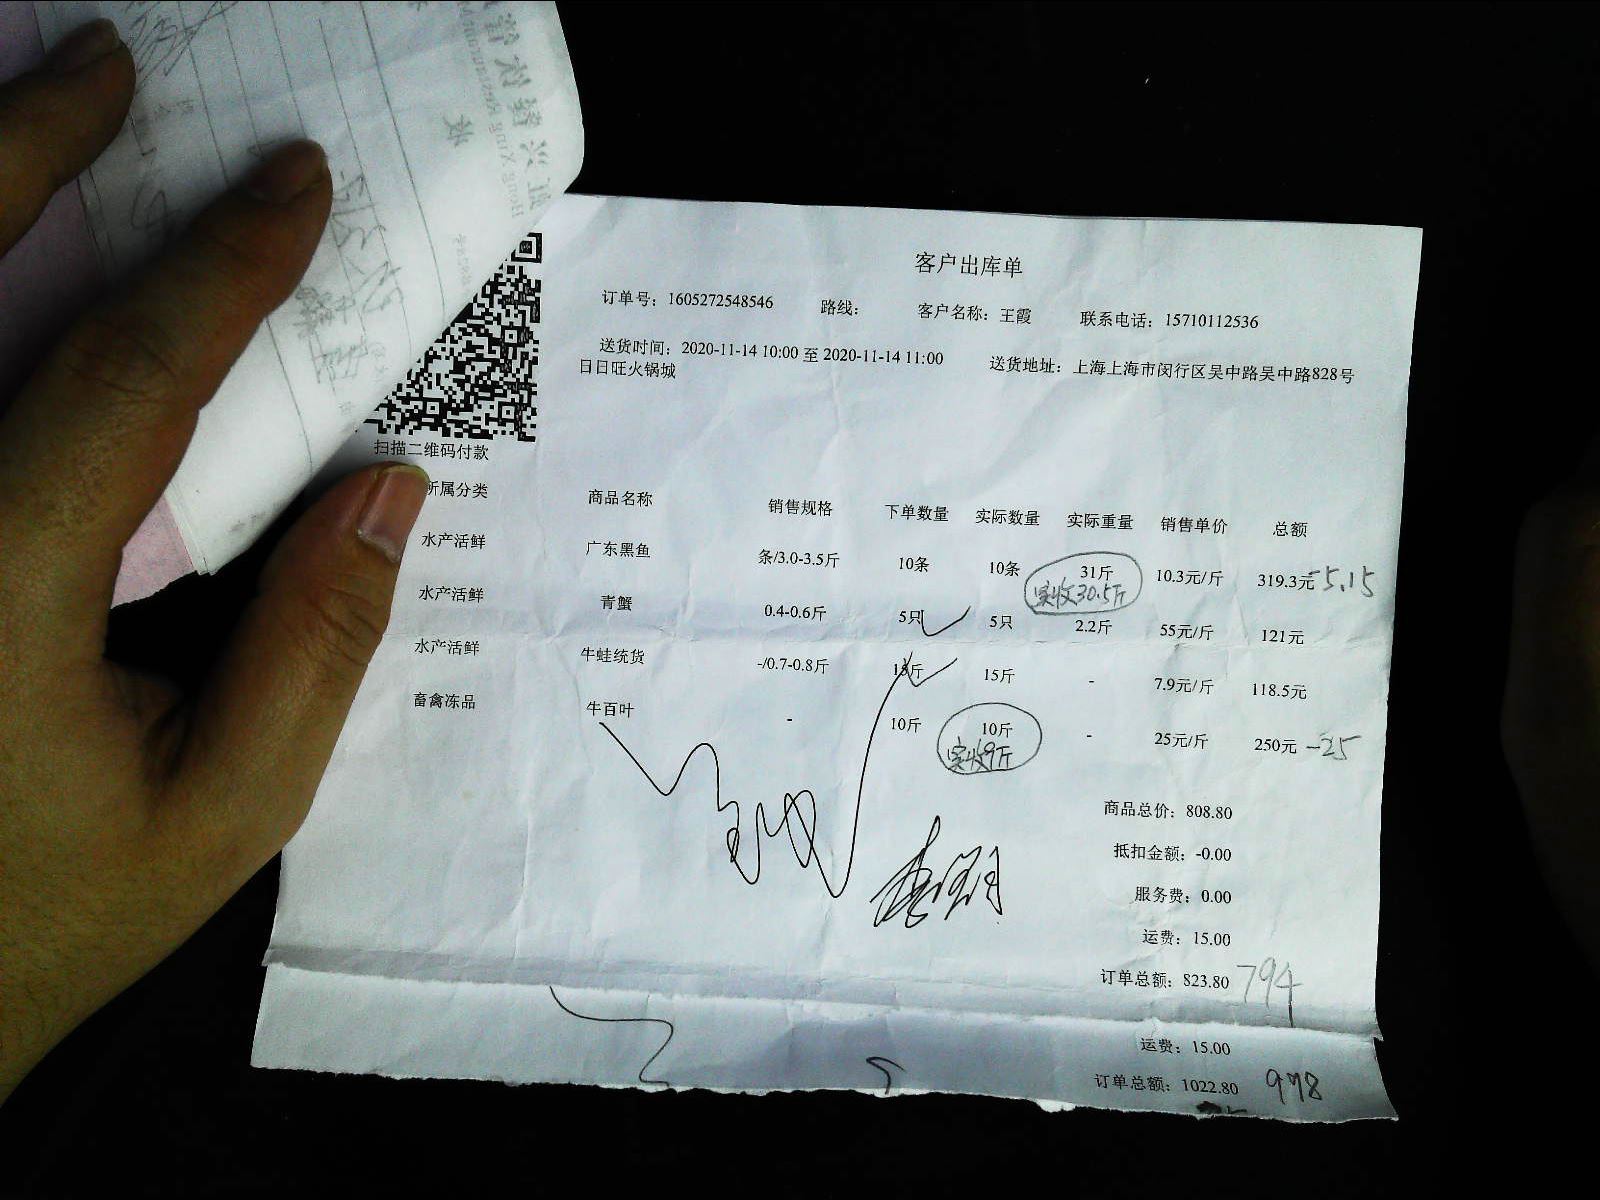 客户出库单
订单号：1605272548546 路线： 客户名称：王霞 联系电话：15710112536
送货时间：2020-11-14 10:00 至 2020-11-14 11:00 送货地址：上海上海市闵行区吴中路吴中路828号
日日旺火锅城
扫描二维码付款
所属分类 商品名称 销售规格 下单数量 实际数量 实际重量 销售单价 总额
水产活鲜 广东黑鱼 条/3.0-3.5斤 10条 10条 31斤 10.3元/斤 319.3元 -5.15
实收30.5斤
水产活鲜 青蟹 0.4-0.6斤 5只 5只 2.2斤 55元/斤 121元
水产活鲜 牛蛙统货 -/0.7-0.8斤 15斤 15斤 - 7.9元/斤 118.5元
畜禽冻品 牛百叶 - 10斤 10斤 - 25元/斤 250元 -25
实收9斤
商品总价：808.80
抵扣金额：-0.00
服务费：0.00
运费：15.00
订单总额：823.80 794
运费：15.00
订单总额：1022.80 978